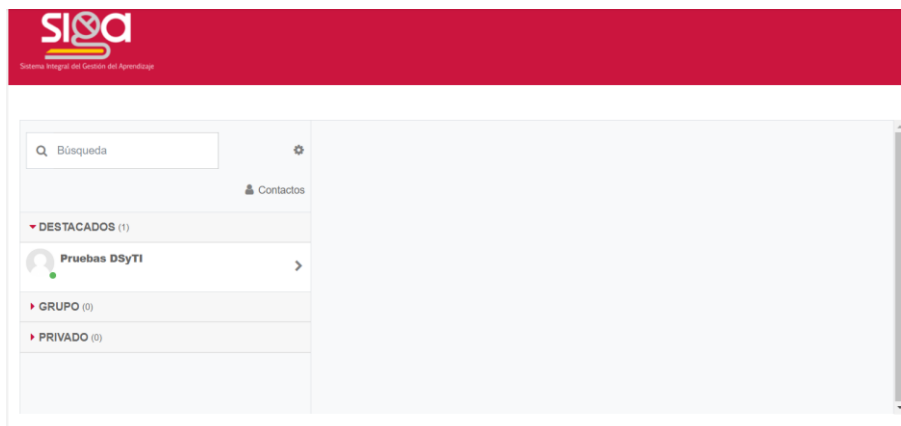 siga
Sistema Integral del Gestión del Aprendizaje
Búsqueda
Contactos
DESTACADOS (1)
Pruebas DSyTI
GRUPO (0)
PRIVADO (0)